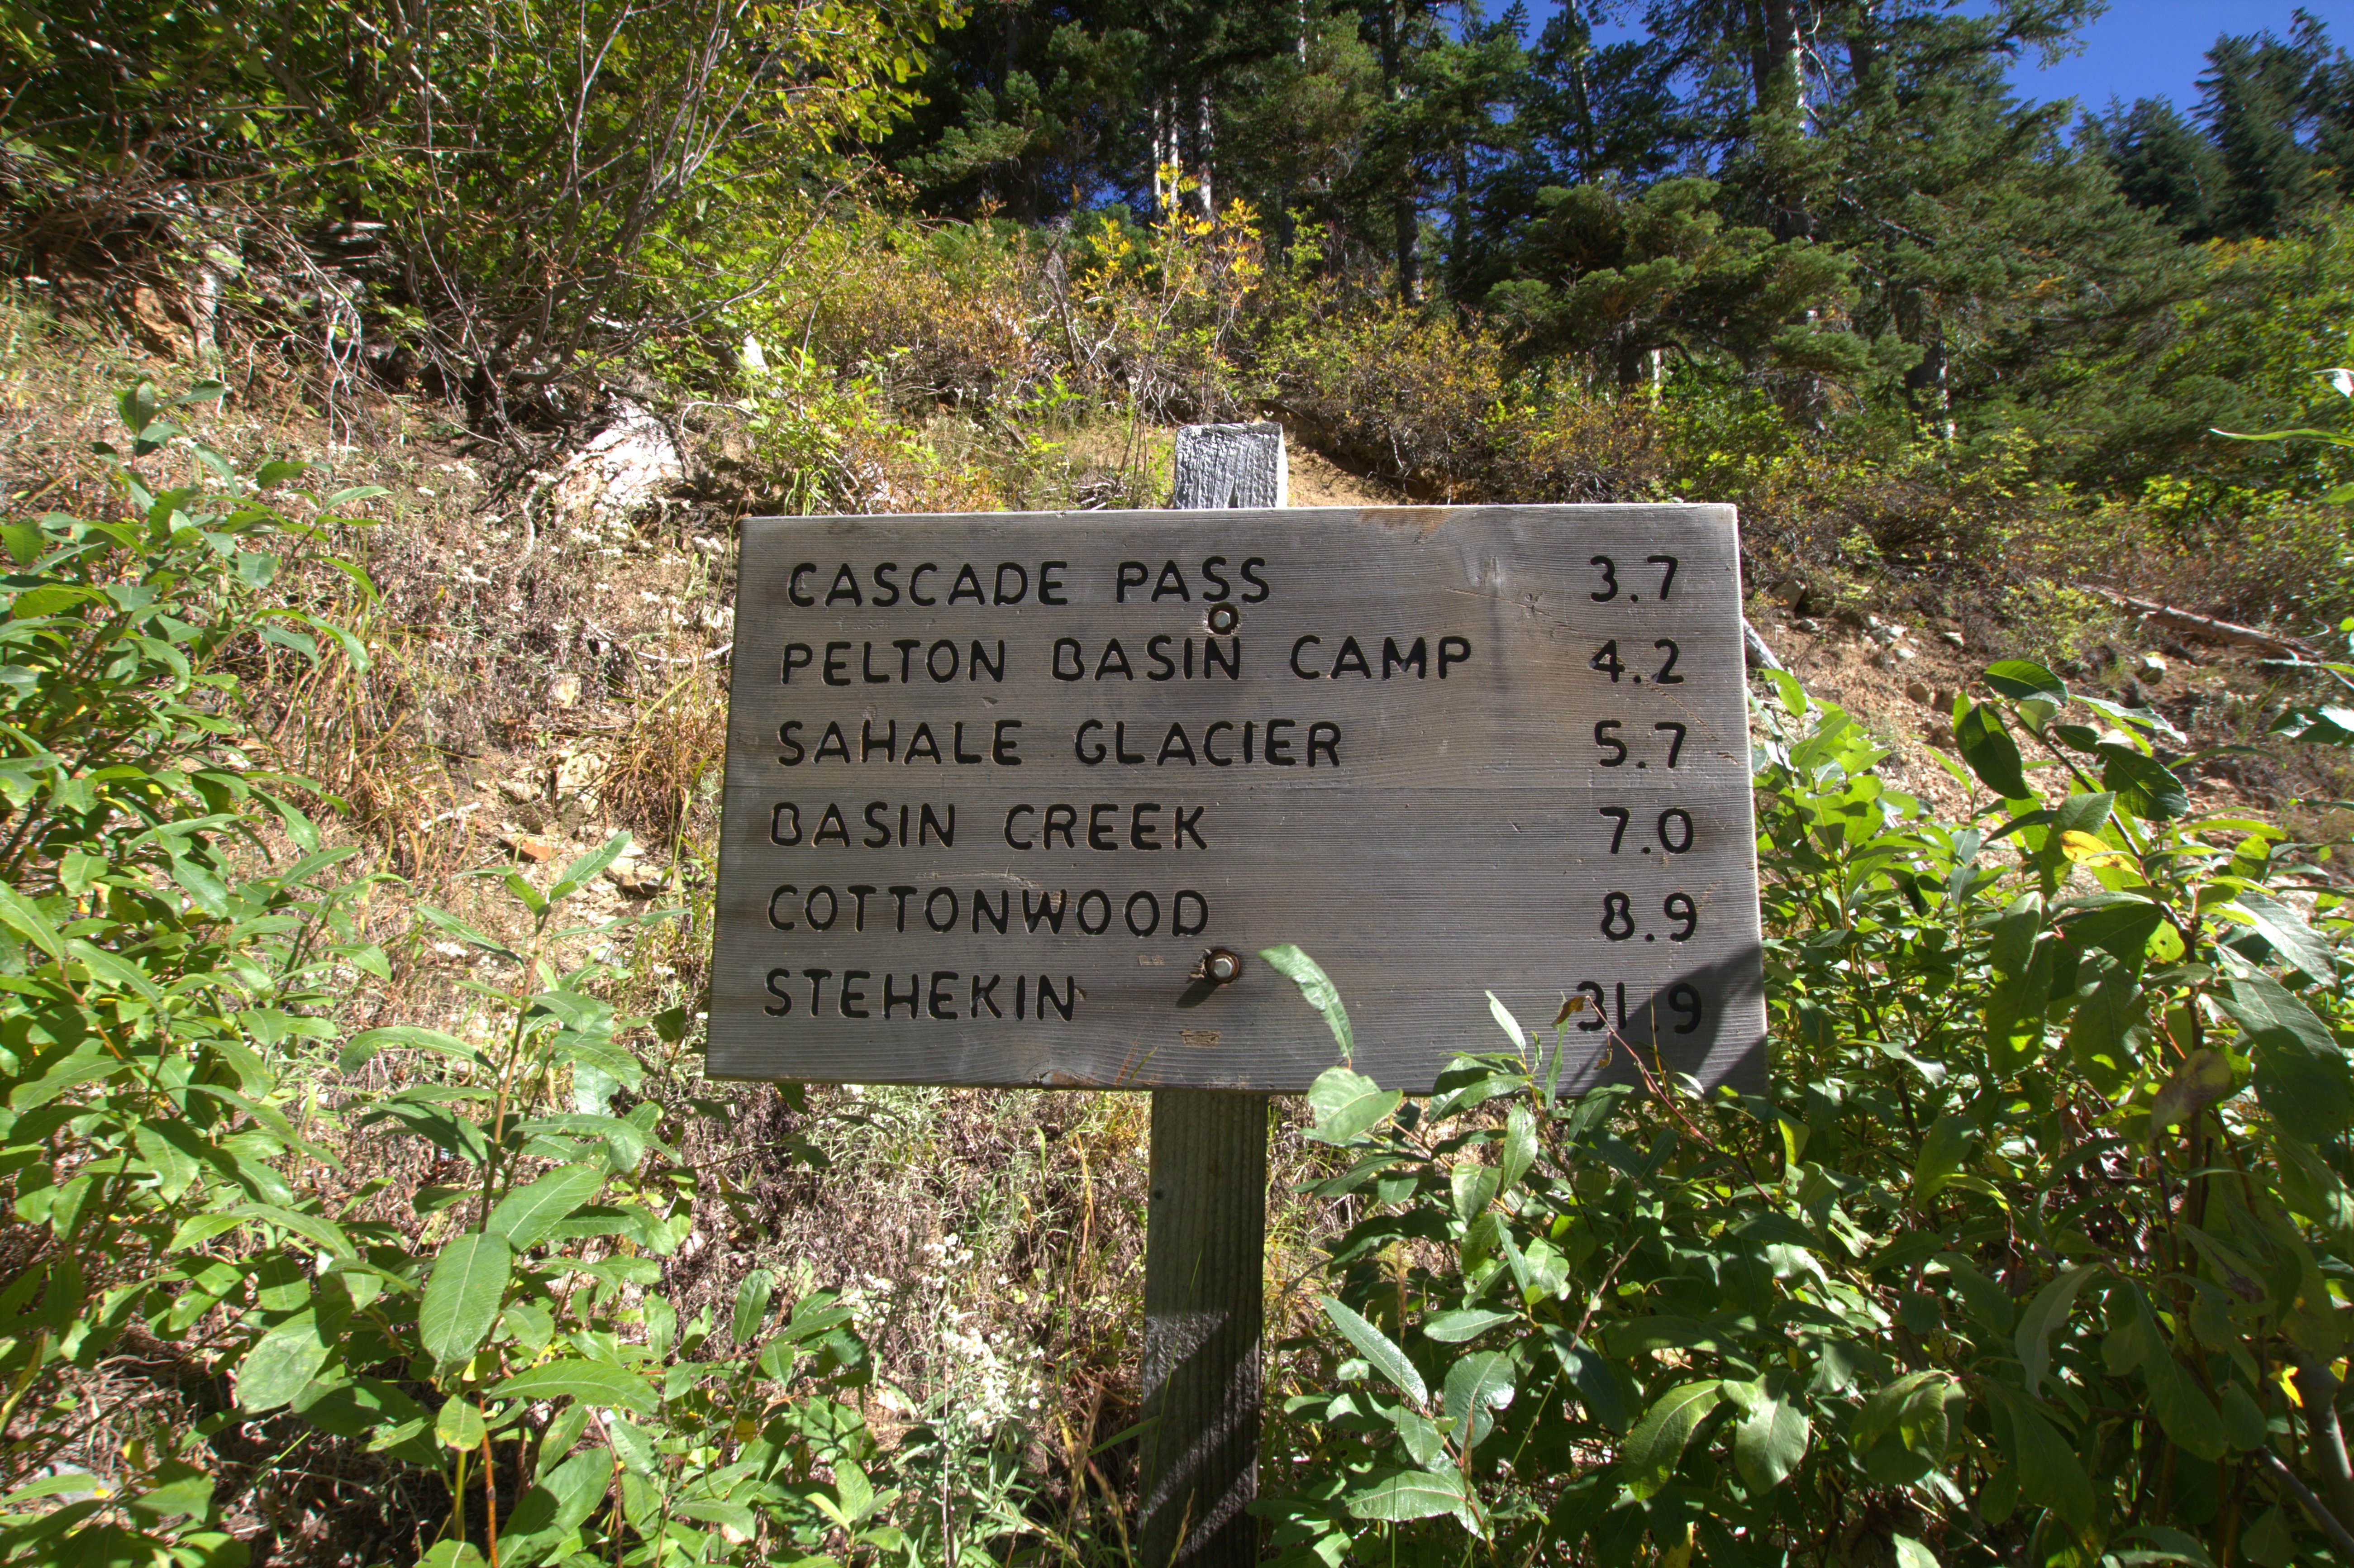 CASCADE PASS 3.7
PELTON BASIN CAMP 4.2
SAHALE GLACIER 5.7
BASIN CREEK 7.0
COTTONWOOD 8.9
STEHEKIN 31.9